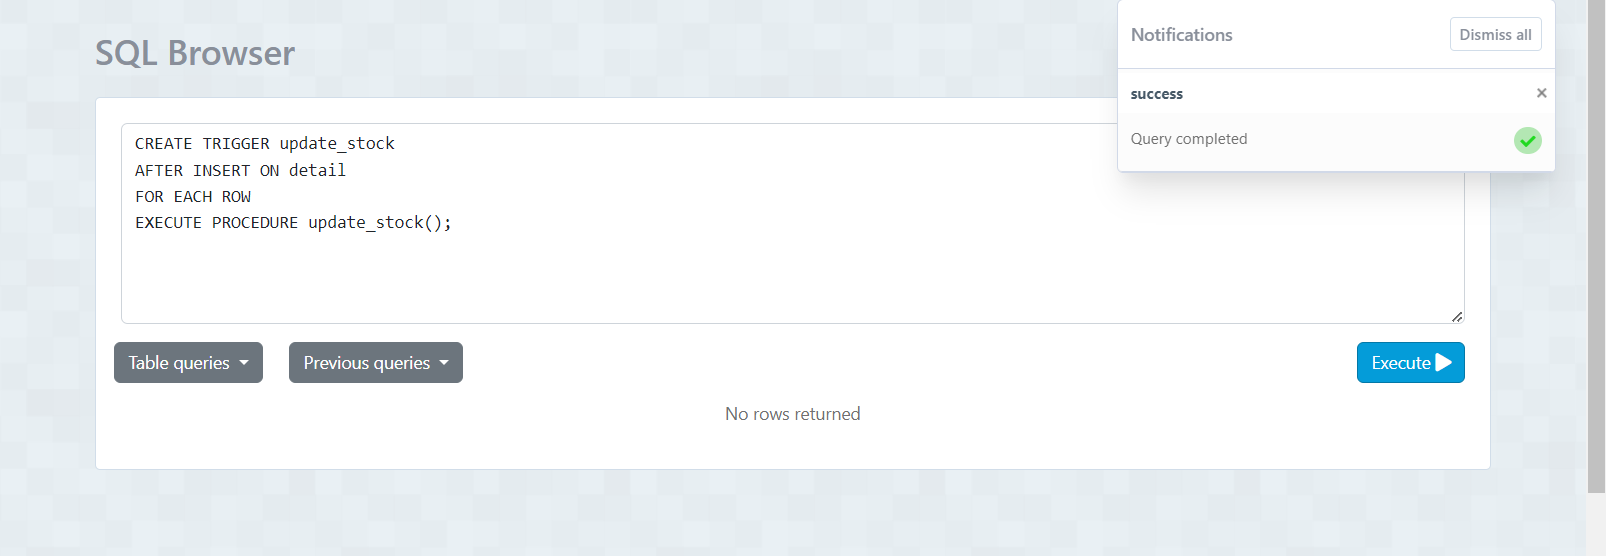 SQL Browser
Notifications
Dismiss all
success
×
Query completed
CREATE TRIGGER update_stock
AFTER INSERT ON detail
FOR EACH ROW
EXECUTE PROCEDURE update_stock();
Table queries
Previous queries
Execute
No rows returned